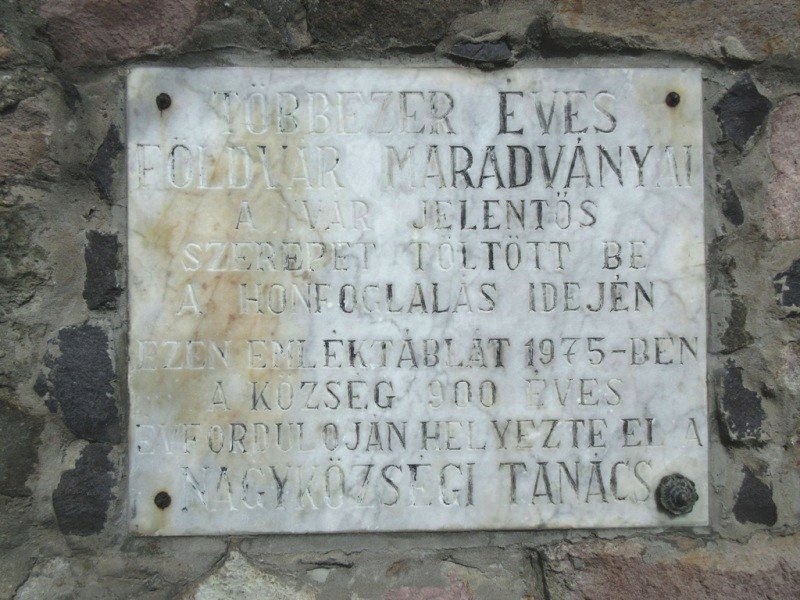 TÖBBEZER ÉVES
FÖLDVÁR MARADVÁNYAI
A VÁR JELENTŐS
SZEREPET TÖLTÖTT BE
A HONFOGLALÁS IDEJÉN
EZEN EMLÉKTÁBLÁT 1975-BEN
A KÖZSÉG 900 ÉVES
ÉVFORDULÓJÁN HELYEZTE EL A
NAGYKÖZSÉGI TANÁCS